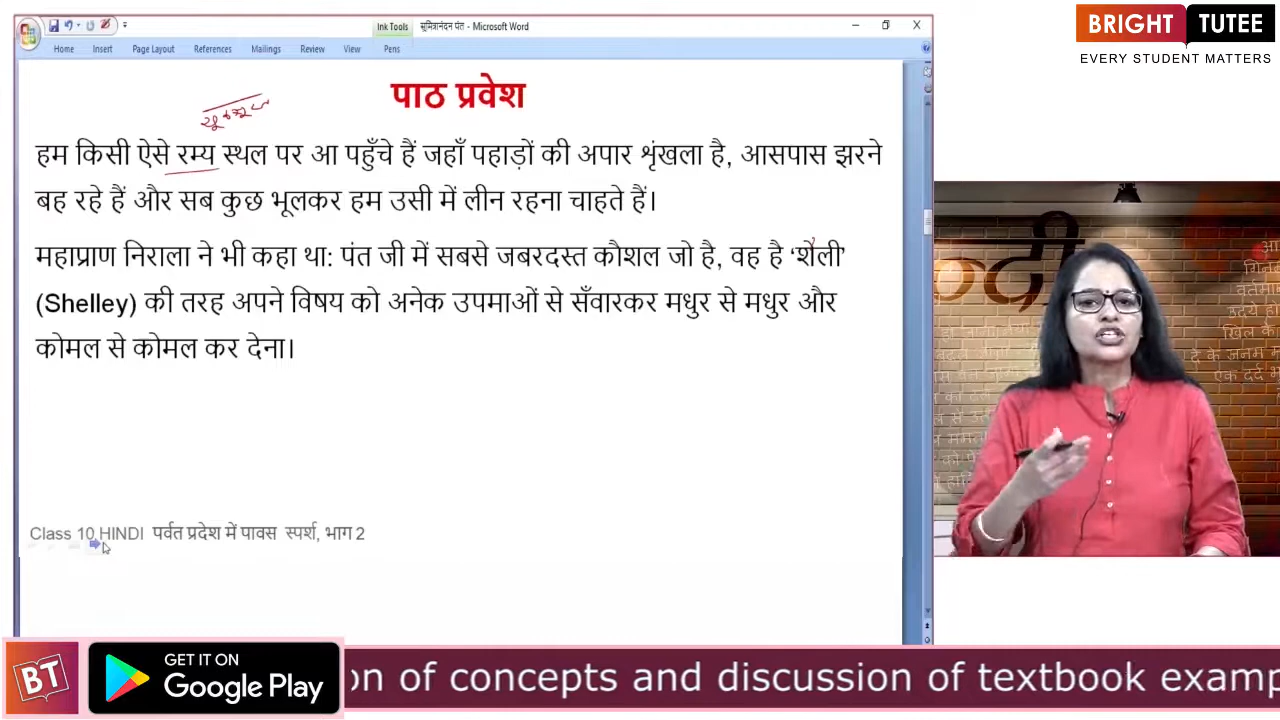 BRIGHT TUTEE
EVERY STUDENT MATTERS
Ink Tools
सुमित्रानंदन पंत - Microsoft Word
Home Insert Page Layout References Mailings Review View Pens
पाठ प्रवेश
हम किसी ऐसे रम्य स्थल पर आ पहुँचे हैं जहाँ पहाड़ों की अपार शृंखला है, आसपास झरने
बह रहे हैं और सब कुछ भूलकर हम उसी में लीन रहना चाहते हैं।
महाप्राण निराला ने भी कहा था: पंत जी में सबसे जबरदस्त कौशल जो है, वह है ‘शेली’
(Shelley) की तरह अपने विषय को अनेक उपमाओं से सँवारकर मधुर से मधुर और
कोमल से कोमल कर देना।
Class 10 HINDI पर्वत प्रदेश में पावस स्पर्श, भाग 2
BT
GET IT ON
Google Play
on of concepts and discussion of textbook examp